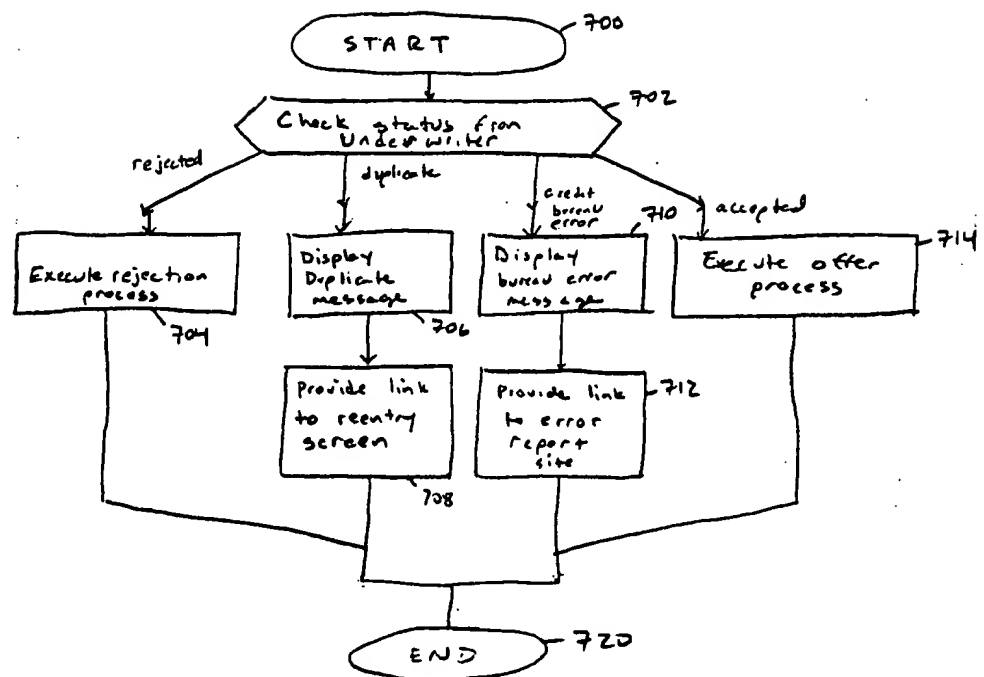 START
700
Check status from
Underwriter
702
rejected
duplicate
credit
bureau
error
accepted
Execute rejection
process
704
Display
Duplicate
message
706
Display
bureau error
message
710
Execute offer
process
714
Provide link
to reentry
screen
708
Provide link
to error
report
site
712
END
720